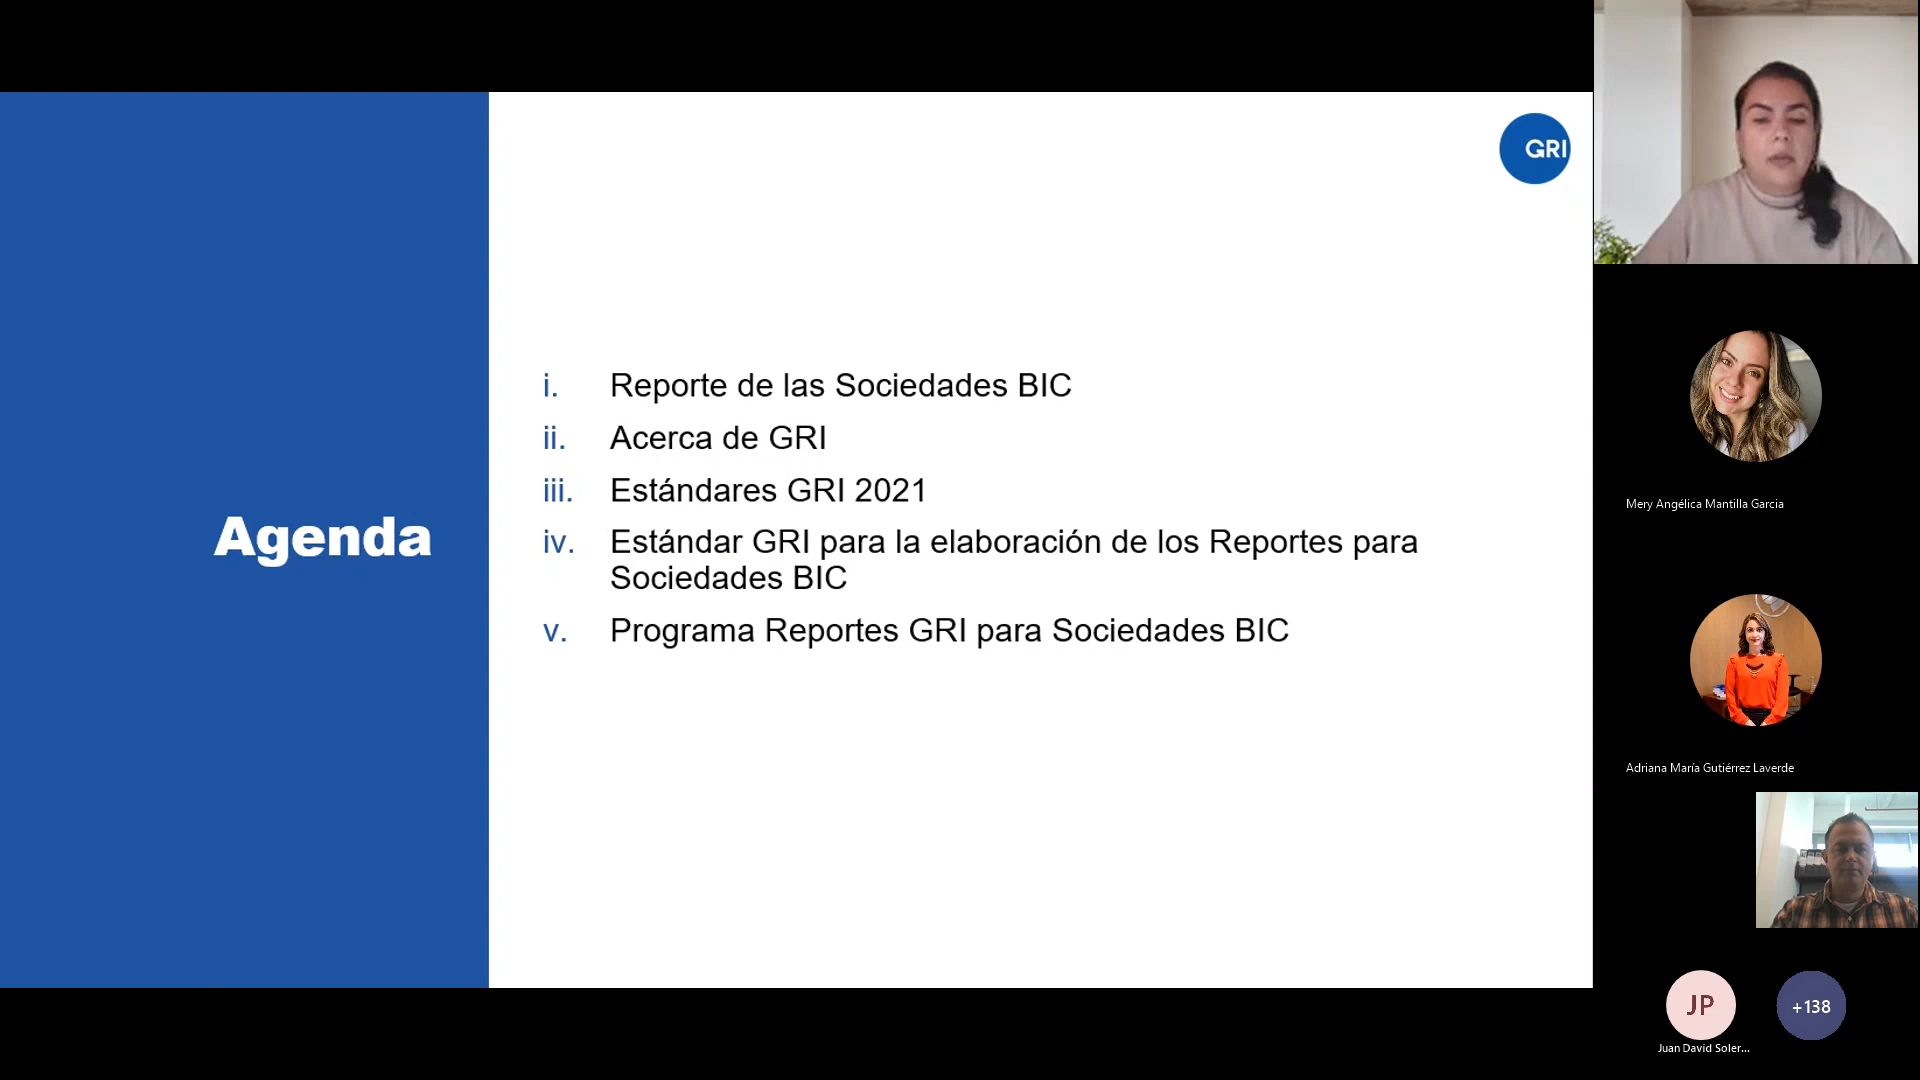 GRI
Agenda
i. Reporte de las Sociedades BIC
ii. Acerca de GRI
iii. Estándares GRI 2021
iv. Estándar GRI para la elaboración de los Reportes para
Sociedades BIC
v. Programa Reportes GRI para Sociedades BIC
Mery Angélica Mantilla Garcia
Adriana María Gutiérrez Laverde
JP
+138
Juan David Soler...